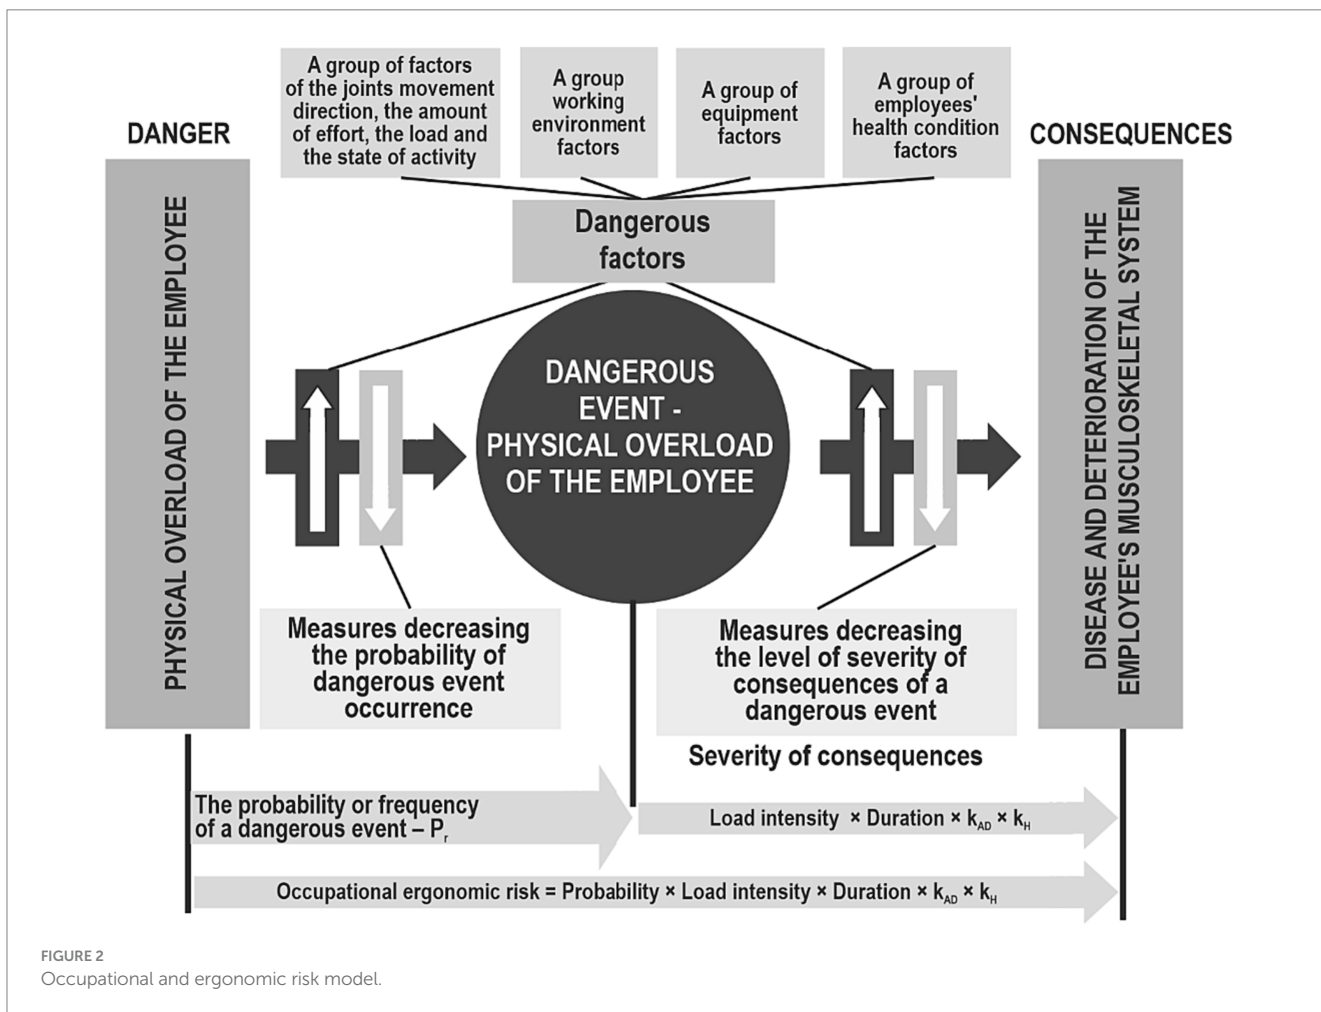 A group of factors
of the joints movement
direction, the amount
of effort, the load and
the state of activity
A group
working
environment
factors
A group of
equipment
factors
A group of
employees'
health condition
factors
DANGER
CONSEQUENCES
PHYSICAL OVERLOAD OF THE EMPLOYEE
Dangerous
factors
DANGEROUS
EVENT -
PHYSICAL OVERLOAD
OF THE EMPLOYEE
DISEASE AND DETERIORATION OF THE
EMPLOYEE'S MUSCULOSKELETAL SYSTEM
Measures decreasing
the probability of
dangerous event
occurrence
Measures decreasing
the level of severity of
consequences of a
dangerous event
Severity of consequences
The probability or frequency
of a dangerous event – Pr
Load intensity × Duration × kAD × kH
Occupational ergonomic risk = Probability × Load intensity × Duration × kAD × kH
FIGURE 2
Occupational and ergonomic risk model.